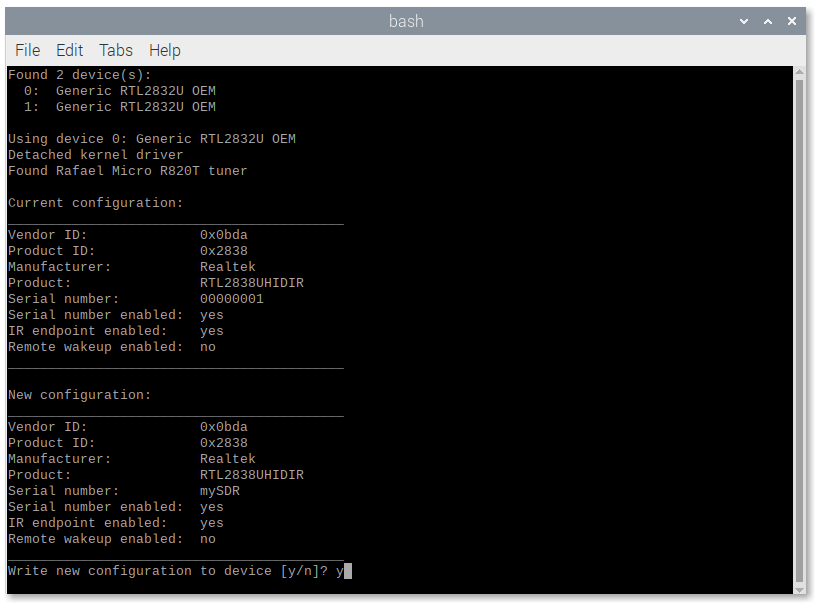 bash
File Edit Tabs Help
Found 2 device(s):
  0:  Generic RTL2832U OEM
  1:  Generic RTL2832U OEM

Using device 0: Generic RTL2832U OEM
Detached kernel driver
Found Rafael Micro R820T tuner

Current configuration:
__________________________________________
Vendor ID:              0x0bda
Product ID:             0x2838
Manufacturer:           Realtek
Product:                RTL2838UHIDIR
Serial number:          00000001
Serial number enabled:  yes
IR endpoint enabled:    yes
Remote wakeup enabled:  no
__________________________________________

New configuration:
__________________________________________
Vendor ID:              0x0bda
Product ID:             0x2838
Manufacturer:           Realtek
Product:                RTL2838UHIDIR
Serial number:          mySDR
Serial number enabled:  yes
IR endpoint enabled:    yes
Remote wakeup enabled:  no
__________________________________________
Write new configuration to device [y/n]? y